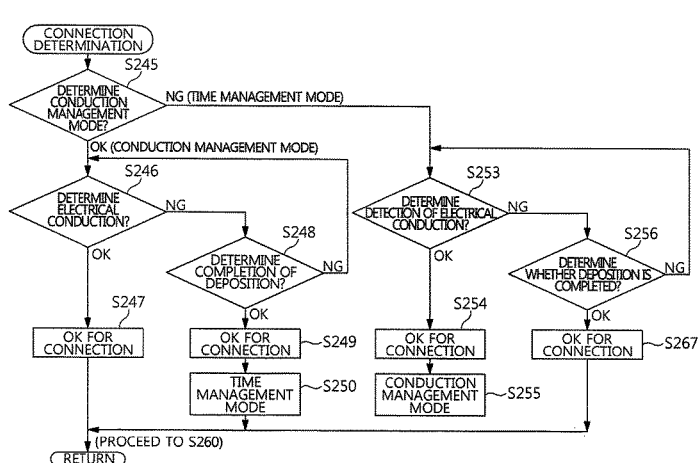 CONNECTION
DETERMINATION
S245
DETERMINE
CONDUCTION
MANAGEMENT
MODE?
NG (TIME MANAGEMENT MODE)
OK (CONDUCTION MANAGEMENT MODE)
S246
DETERMINE
ELECTRICAL
CONDUCTION?
NG
OK
S248
DETERMINE
COMPLETION OF
DEPOSITION?
NG
OK
S253
DETERMINE
DETECTION OF ELECTRICAL
CONDUCTION?
NG
OK
S256
DETERMINE
WHETHER DEPOSITION IS
COMPLETED?
NG
OK
S247
OK FOR
CONNECTION
OK FOR
CONNECTION
S249
TIME
MANAGEMENT
MODE
S250
S254
OK FOR
CONNECTION
CONDUCTION
MANAGEMENT
MODE
S255
OK FOR
CONNECTION
S267
(PROCEED TO S260)
RETURN